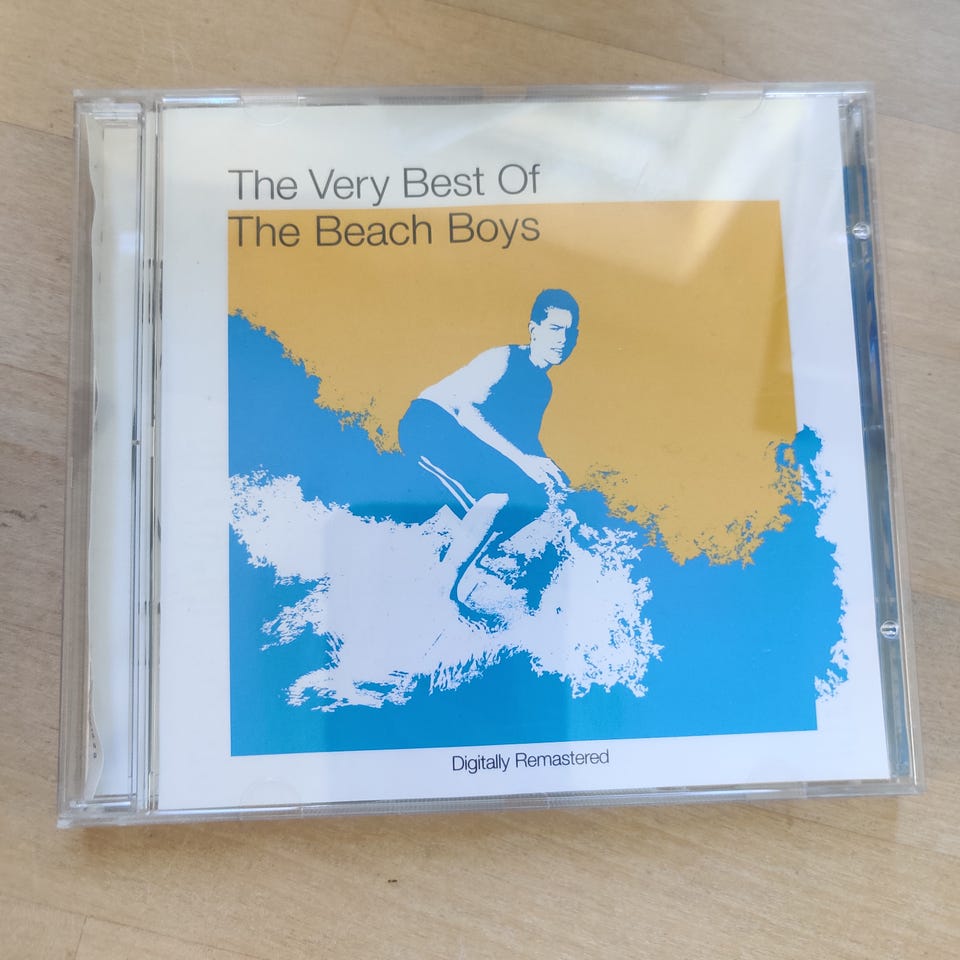 The Very Best Of
The Beach Boys
Digitally Remastered